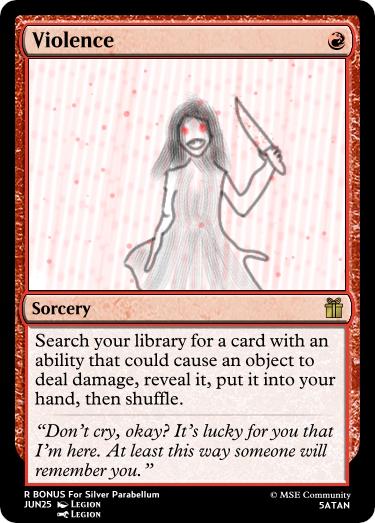 Violence
Sorcery
Search your library for a card with an
ability that could cause an object to
deal damage, reveal it, put it into your
hand, then shuffle.
“Don’t cry, okay? It’s lucky for you that
I’m here. At least this way someone will
remember you.”
R BONUS For Silver Parabellum
JUN25 Legion
Legion
© MSE Community
5ATAN